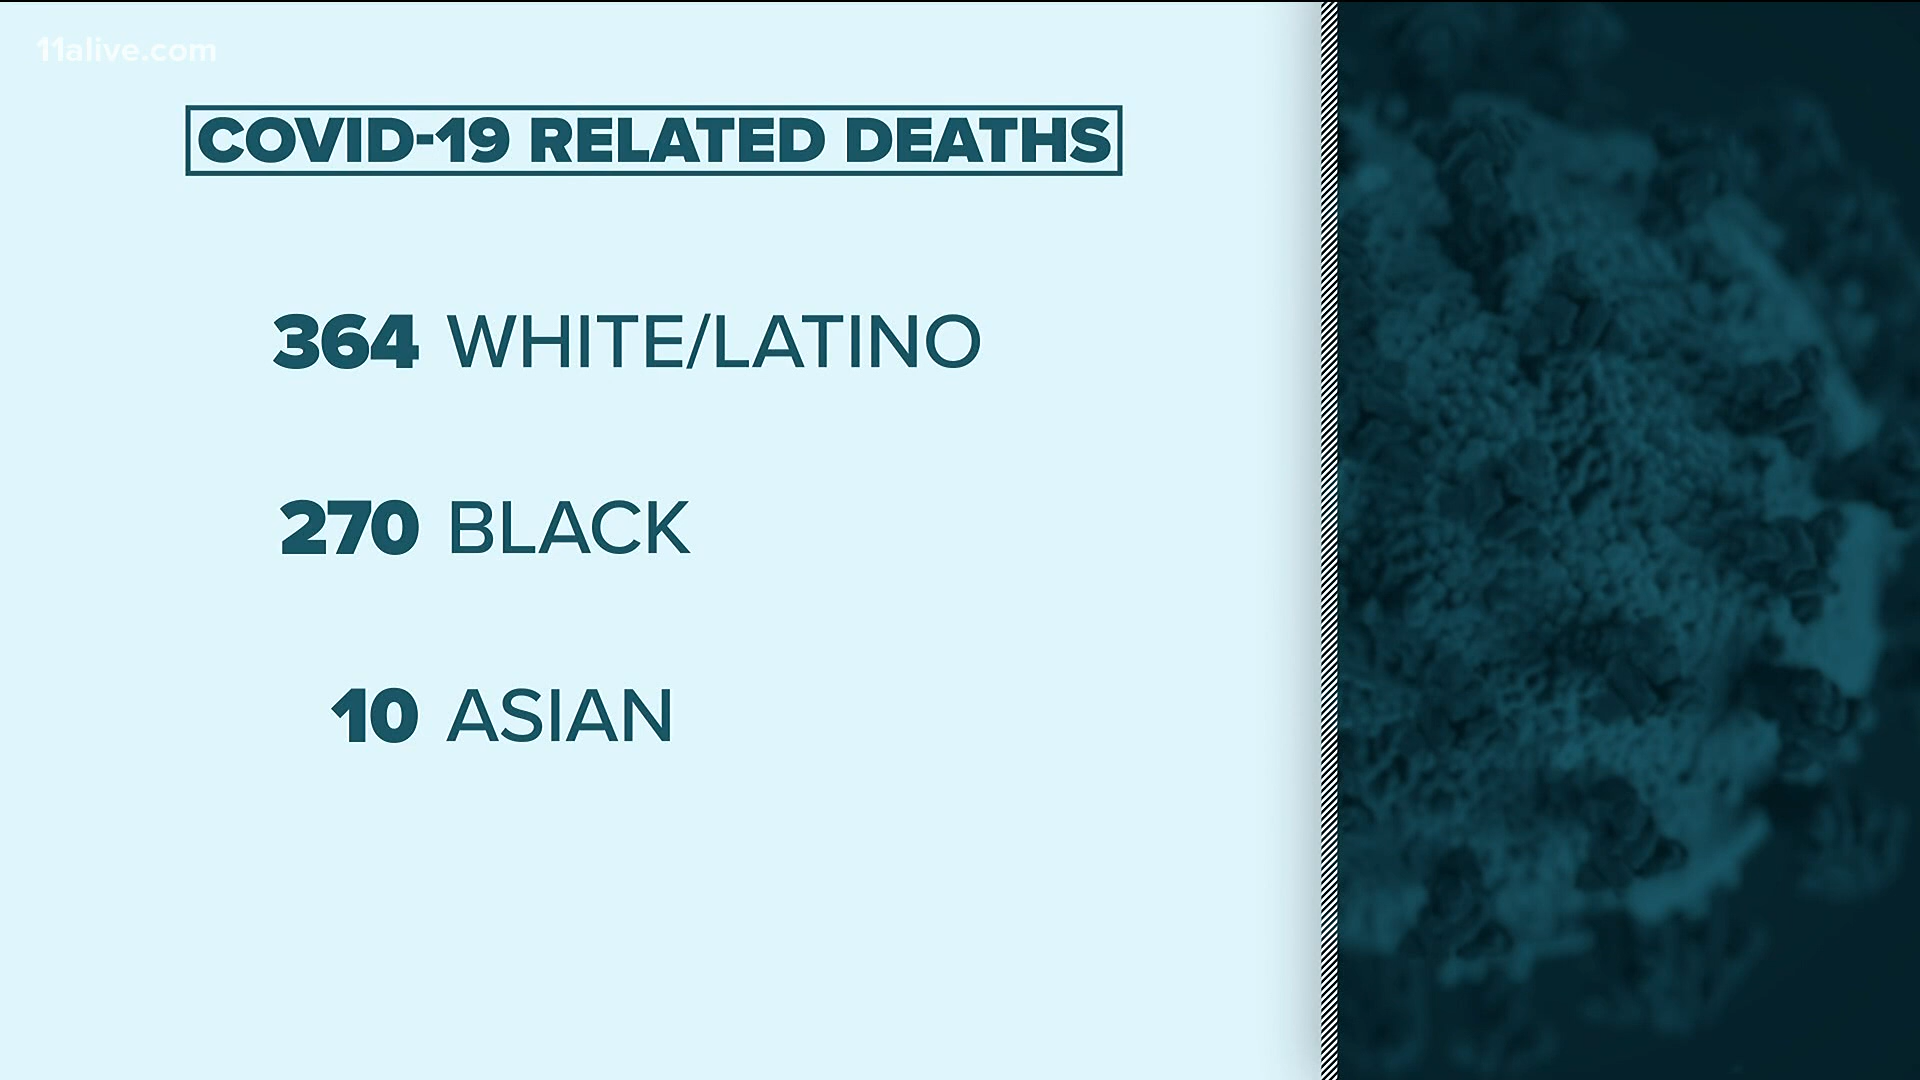 11alive.com
COVID-19 RELATED DEATHS
364 WHITE/LATINO
270 BLACK
10 ASIAN